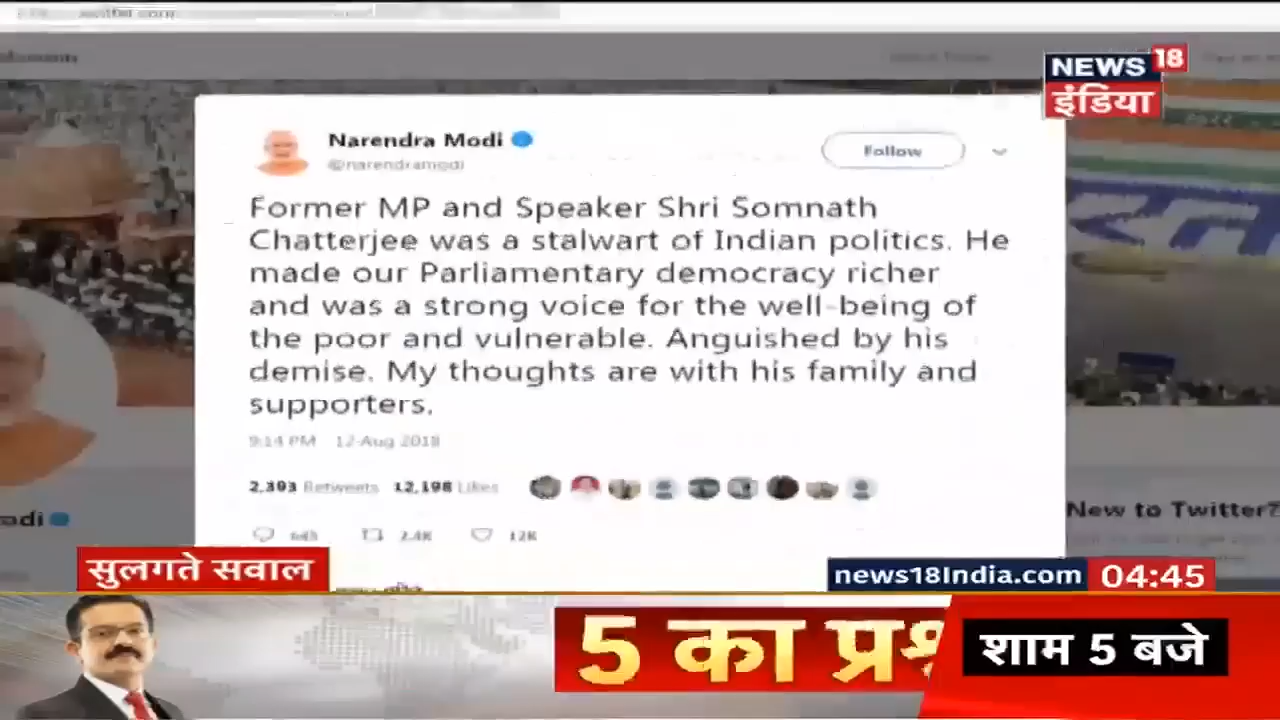 NEWS 18
इंडिया
Narendra Modi
@narendramodi
Follow
Former MP and Speaker Shri Somnath
Chatterjee was a stalwart of Indian politics. He
made our Parliamentary democracy richer
and was a strong voice for the well-being of
the poor and vulnerable. Anguished by his
demise. My thoughts are with his family and
supporters.
9:14 PM 12-Aug 2018
2,393 Retweets 12,198 Likes
643 2.4K 12K
adi
New to Twitter?
सुलगते सवाल
news18India.com 04:45
5 का
शाम 5 बजे